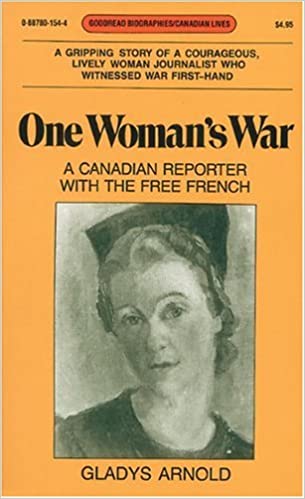 0-88780-154-4
GOODREAD BIOGRAPHIES/CANADIAN LIVES
$4.95
A GRIPPING STORY OF A COURAGEOUS,
LIVELY WOMAN JOURNALIST WHO
WITNESSED WAR FIRST-HAND
One Woman's War
A CANADIAN REPORTER
WITH THE FREE FRENCH
GLADYS ARNOLD